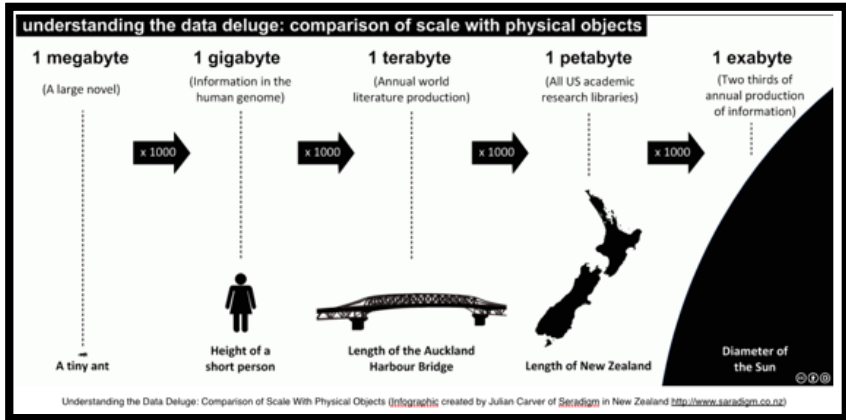 understanding the data deluge: comparison of scale with physical objects
1 megabyte
(A large novel)
1 gigabyte
(Information in the
human genome)
1 terabyte
(Annual world
literature production)
1 petabyte
(All US academic
research libraries)
1 exabyte
(Two thirds of
annual production
of information)
x 1000
x 1000
x 1000
x 1000
A tiny ant
Height of a
short person
Length of the Auckland
Harbour Bridge
Length of New Zealand
Diameter of
the Sun
Understanding the Data Deluge: Comparison of Scale With Physical Objects (Infographic created by Julian Carver of Seradigm in New Zealand http://www.saradigm.co.nz)